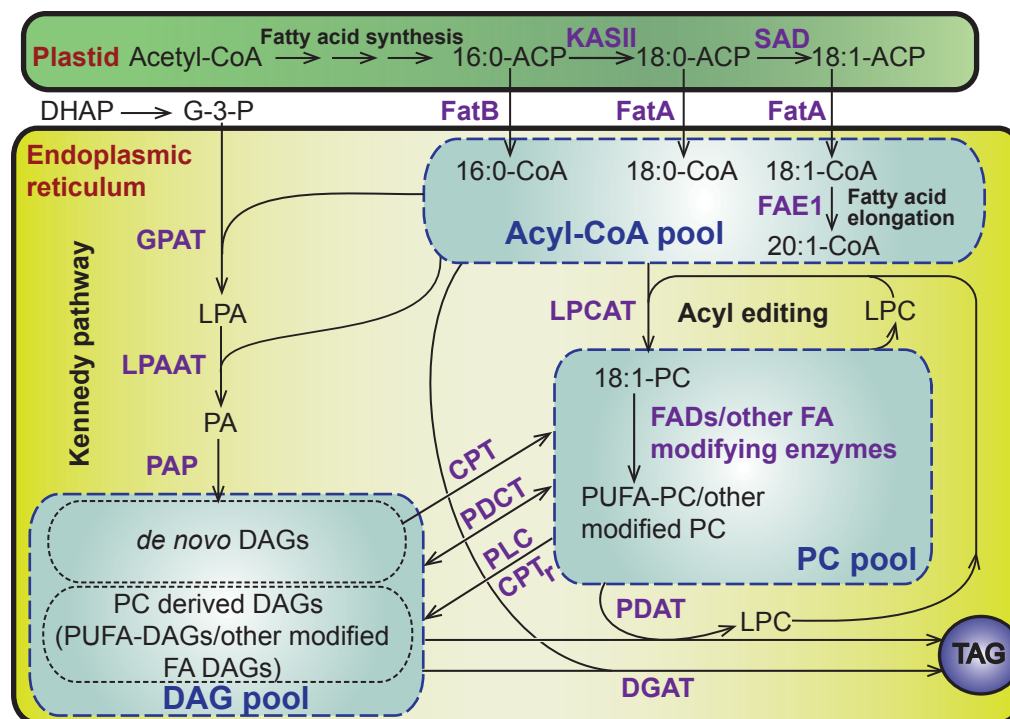 Plastid Acetyl-CoA Fatty acid synthesis 16:0-ACP KASII 18:0-ACP SAD 18:1-ACP
DHAP G-3-P FatB FatA FatA
Endoplasmic
reticulum
16:0-CoA 18:0-CoA 18:1-CoA
FAE1 Fatty acid
elongation
Acyl-CoA pool 20:1-CoA
Kennedy pathway
GPAT
LPA
LPCAT Acyl editing LPC
LPAAT
PA
18:1-PC
FADs/other FA
modifying enzymes
PAP
CPT
PDCT
PLC
CPTr
PUFA-PC/other
modified PC
PC pool
de novo DAGs
PC derived DAGs
(PUFA-DAGs/other modified
FA DAGs)
DAG pool
PDAT LPC
TAG
DGAT